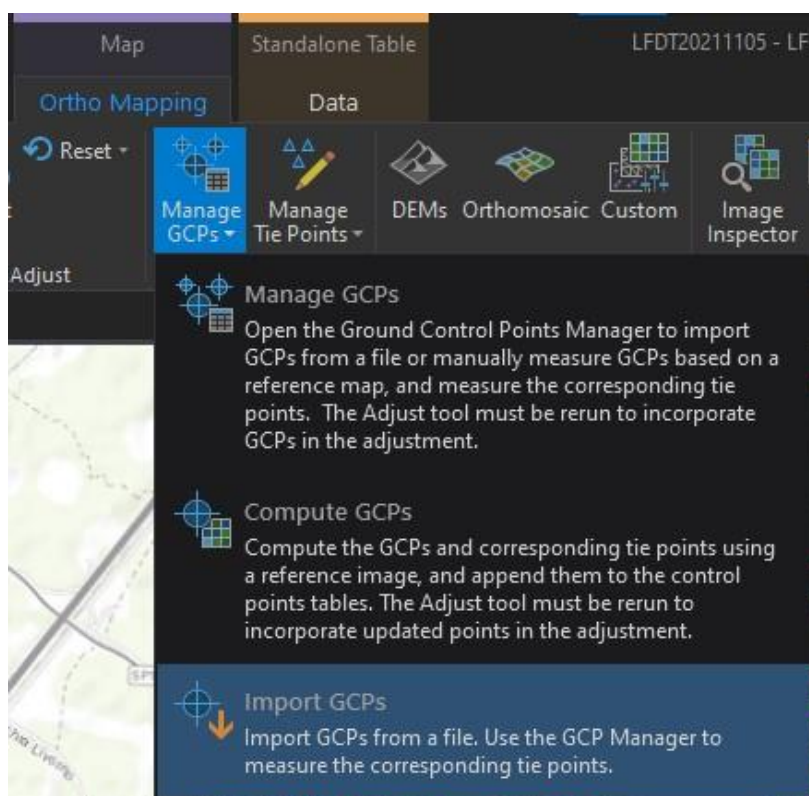 Map
Standalone Table
LFDT20211105 - LF
Ortho Mapping
Data
Reset
Manage
GCPs
Manage
Tie Points
DEMs
Orthomosaic
Custom
Image
Inspector
Adjust
Manage GCPs
Open the Ground Control Points Manager to import
GCPs from a file or manually measure GCPs based on a
reference map, and measure the corresponding tie
points. The Adjust tool must be rerun to incorporate
GCPs in the adjustment.
Compute GCPs
Compute the GCPs and corresponding tie points using
a reference image, and append them to the control
points tables. The Adjust tool must be rerun to
incorporate updated points in the adjustment.
Import GCPs
Import GCPs from a file. Use the GCP Manager to
measure the corresponding tie points.